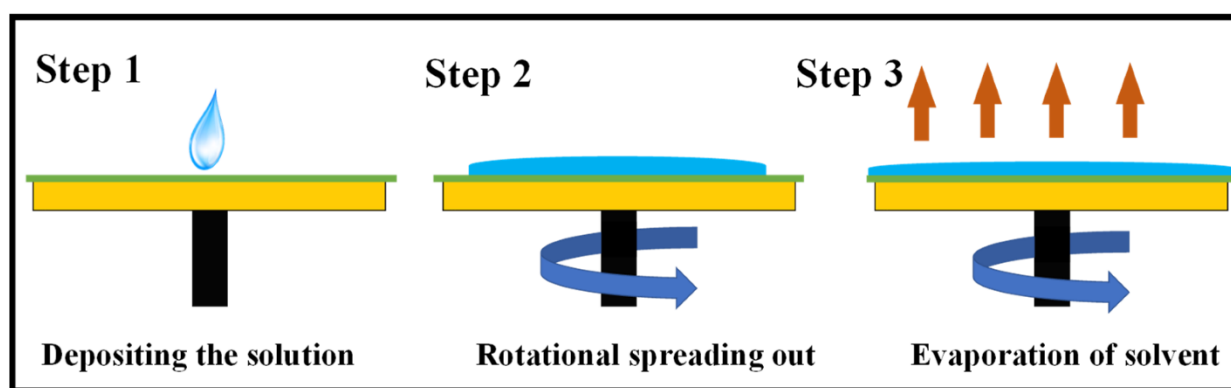 Step 1
Step 2
Step 3
Depositing the solution
Rotational spreading out
Evaporation of solvent